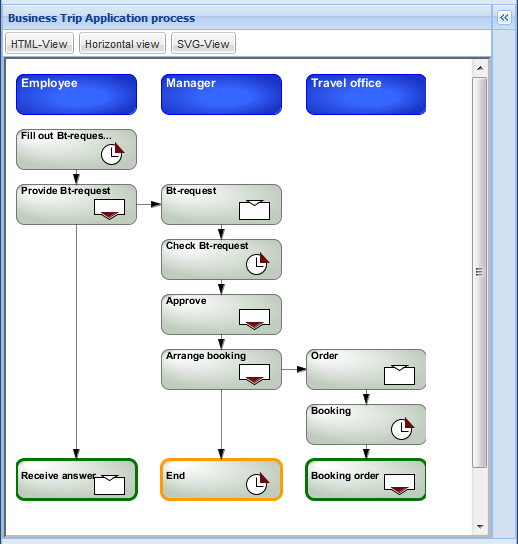 Business Trip Application process
HTML-View Horizontal view SVG-View
Employee Manager Travel office
Fill out Bt-reques...
Provide Bt-request Bt-request
Check Bt-request
Approve
Arrange booking Order
Booking
Receive answer End Booking order